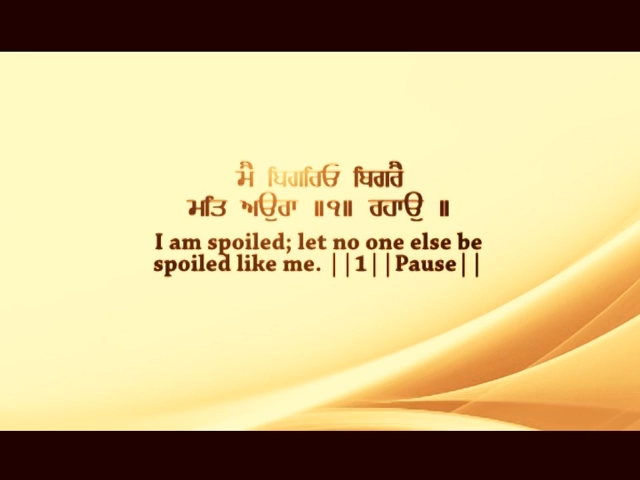 ਮੈ ਬਿਗਰਿਓ ਬਿਗਰੈ
ਮਤਿ ਅਉਰਾ ॥੧॥ ਰਹਾਉ ॥
I am spoiled; let no one else be
spoiled like me. ||1||Pause||